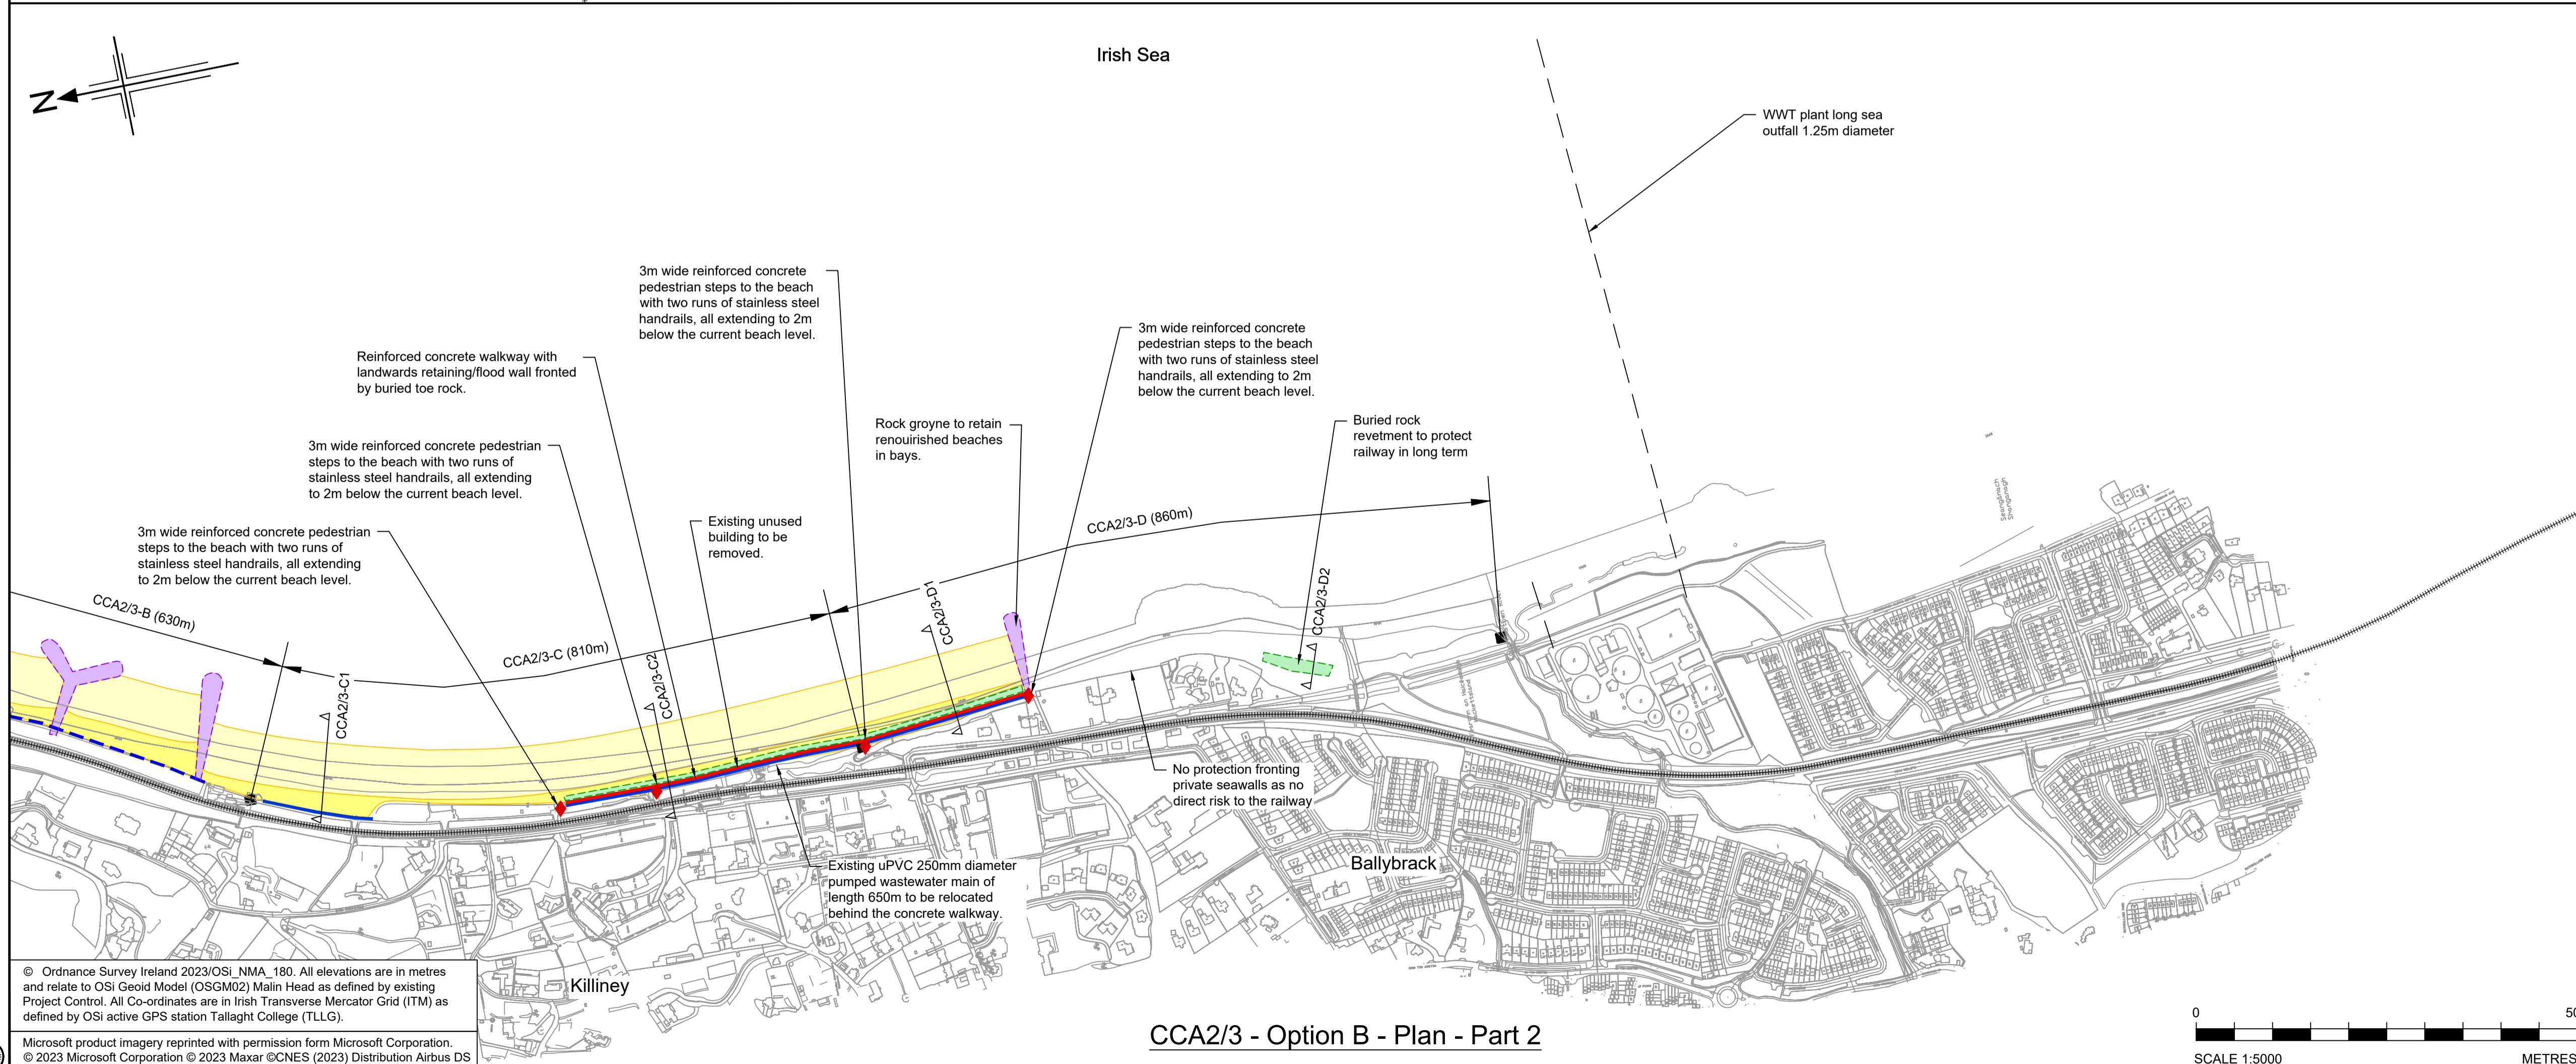 Irish Sea
N
WWT plant long sea
outfall 1.25m diameter
3m wide reinforced concrete
pedestrian steps to the beach
with two runs of stainless steel
handrails, all extending to 2m
below the current beach level.
3m wide reinforced concrete
pedestrian steps to the beach
with two runs of stainless steel
handrails, all extending to 2m
below the current beach level.
Reinforced concrete walkway with
landwards retaining/flood wall fronted
by buried toe rock.
Rock groyne to retain
renouirished beaches
in bays.
Buried rock
revetment to protect
railway in long term
3m wide reinforced concrete pedestrian
steps to the beach with two runs of
stainless steel handrails, all extending
to 2m below the current beach level.
Existing unused
building to be
removed.
3m wide reinforced concrete pedestrian
steps to the beach with two runs of
stainless steel handrails, all extending
to 2m below the current beach level.
CCA2/3-B (630m)
CCA2/3-C (810m)
CCA2/3-D (860m)
CCA2/3-C1
CCA2/3-C2
CCA2/3-D1
CCA2/3-D2
Shanganagh
No protection fronting
private seawalls as no
direct risk to the railway
Existing uPVC 250mm diameter
pumped wastewater main of
length 650m to be relocated
behind the concrete walkway.
Ballybrack
Killiney
© Ordnance Survey Ireland 2023/OSi_NMA_180. All elevations are in metres
and relate to OSi Geoid Model (OSGM02) Malin Head as defined by existing
Project Control. All Co-ordinates are in Irish Transverse Mercator Grid (ITM) as
defined by OSi active GPS station Tallaght College (TLLG).
Microsoft product imagery reprinted with permission form Microsoft Corporation.
© 2023 Microsoft Corporation © 2023 Maxar ©CNES (2023) Distribution Airbus DS
CCA2/3 - Option B - Plan - Part 2
0
SCALE 1:5000
METRES